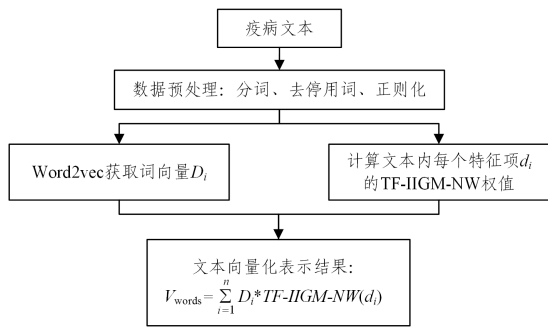 疫病文本
数据预处理：分词、去停用词、正则化
Word2vec获取词向量Di
计算文本内每个特征项di
的TF-IIGM-NW权值
文本向量化表示结果：
Vwords=∑i=1n Di*TF-IIGM-NW(di)